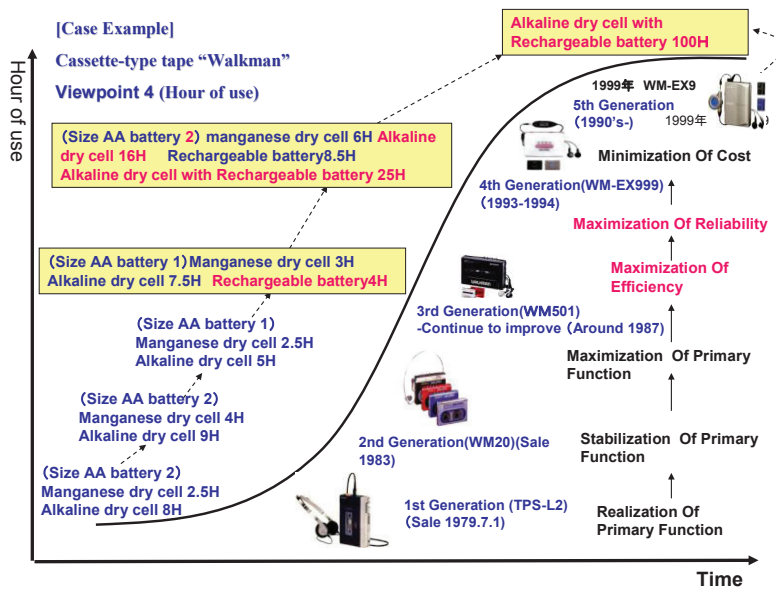 [Case Example]
Cassette-type tape “Walkman”
Viewpoint 4 (Hour of use)
Hour of use
Alkaline dry cell with
Rechargeable battery 100H
(Size AA battery 2) manganese dry cell 6H Alkaline
dry cell 16H Rechargeable battery8.5H
Alkaline dry cell with Rechargeable battery 25H
(Size AA battery 1)Manganese dry cell 3H
Alkaline dry cell 7.5H Rechargeable battery4H
(Size AA battery 1)
Manganese dry cell 2.5H
Alkaline dry cell 5H
(Size AA battery 2)
Manganese dry cell 4H
Alkaline dry cell 9H
(Size AA battery 2)
Manganese dry cell 2.5H
Alkaline dry cell 8H
1999年 WM-EX9
5th Generation
(1990's-)
1999年
4th Generation(WM-EX999)
(1993-1994)
3rd Generation(WM501)
-Continue to improve (Around 1987)
2nd Generation(WM20)(Sale
1983)
1st Generation (TPS-L2)
(Sale 1979.7.1)
Minimization Of Cost
Maximization Of Reliability
Maximization Of
Efficiency
Maximization Of Primary
Function
Stabilization Of Primary
Function
Realization Of
Primary Function
Time